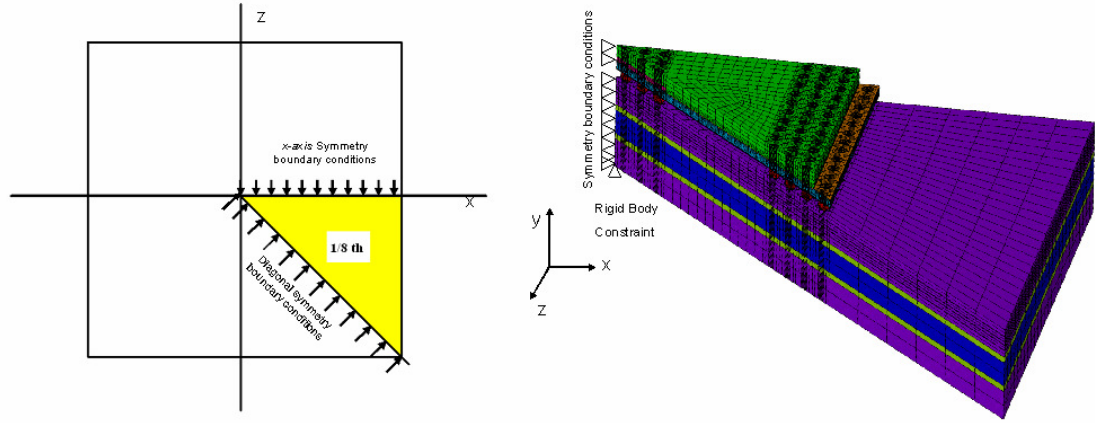 Z
x-axis Symmetry
boundary conditions
X
1/8 th
Diagonal symmetry
boundary conditions
Symmetry boundary conditions
Rigid Body
Constraint
y
X
Z